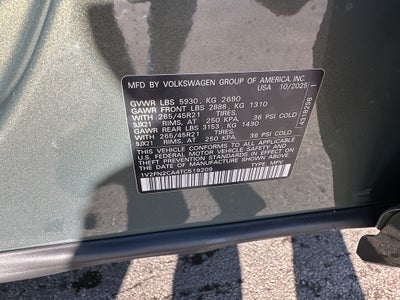 MFD BY VOLKSWAGEN GROUP OF AMERICA, INC.
USA 10/2025
GVWR LBS 5930, KG 2690
GAWR FRONT LBS 2888, KG 1310
WITH 265/45R21 TIRES,
9JX21 RIMS, AT 250 KPA, 36 PSI COLD
GAWR REAR LBS 3153, KG 1430
WITH 265/45R21 TIRES,
9JX21 RIMS, AT 250 KPA, 36 PSI COLD
THIS VEHICLE CONFORMS TO ALL APPLICABLE
FEDERAL MOTOR VEHICLE SAFETY, BUMPER, AND
THEFT PREVENTION STANDARDS IN EFFECT ON
THE DATE OF MANUFACTURE SHOWN ABOVE
1V2FN2CA4TC519209 TYPE MPV